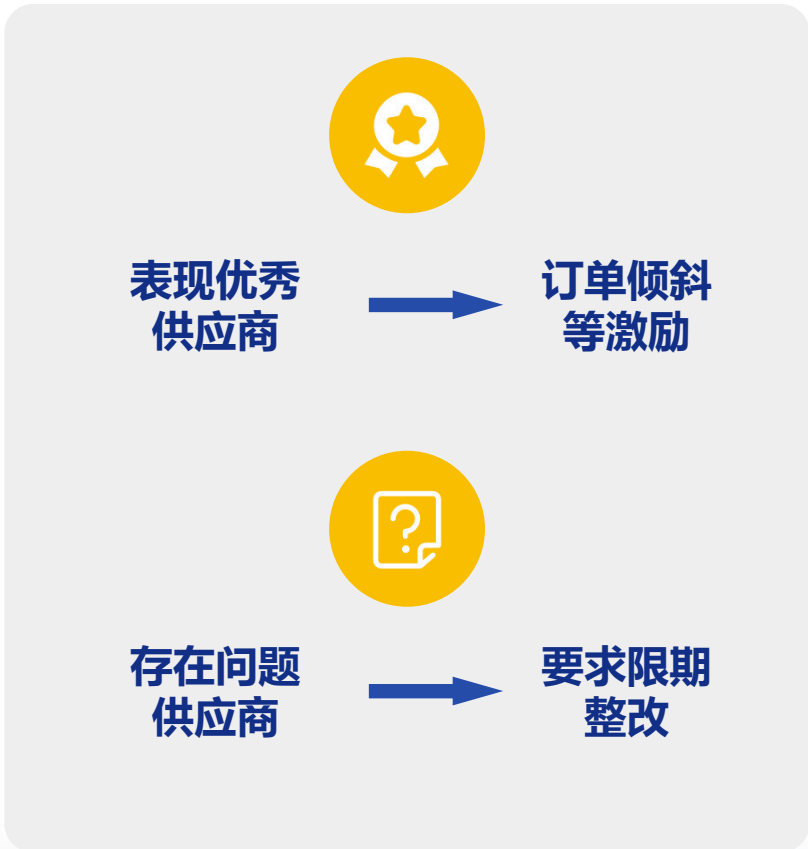 表现优秀
供应商
订单倾斜
等激励
存在问题
供应商
要求限期
整改